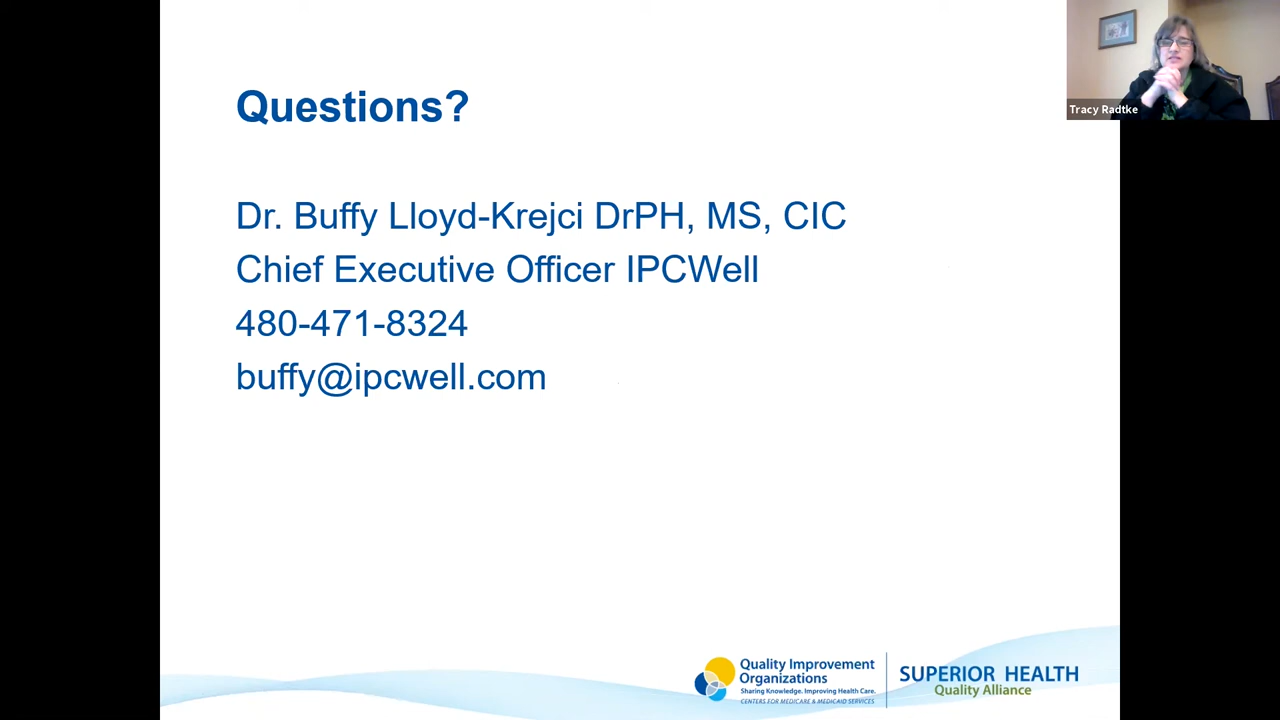 Questions?
Tracy Radtke
Dr. Buffy Lloyd-Krejci DrPH, MS, CIC
Chief Executive Officer IPCWell
480-471-8324
buffy@ipcwell.com
Quality Improvement
Organizations
Sharing Knowledge. Improving Health Care.
CENTERS FOR MEDICARE & MEDICAID SERVICES
SUPERIOR HEALTH
Quality Alliance